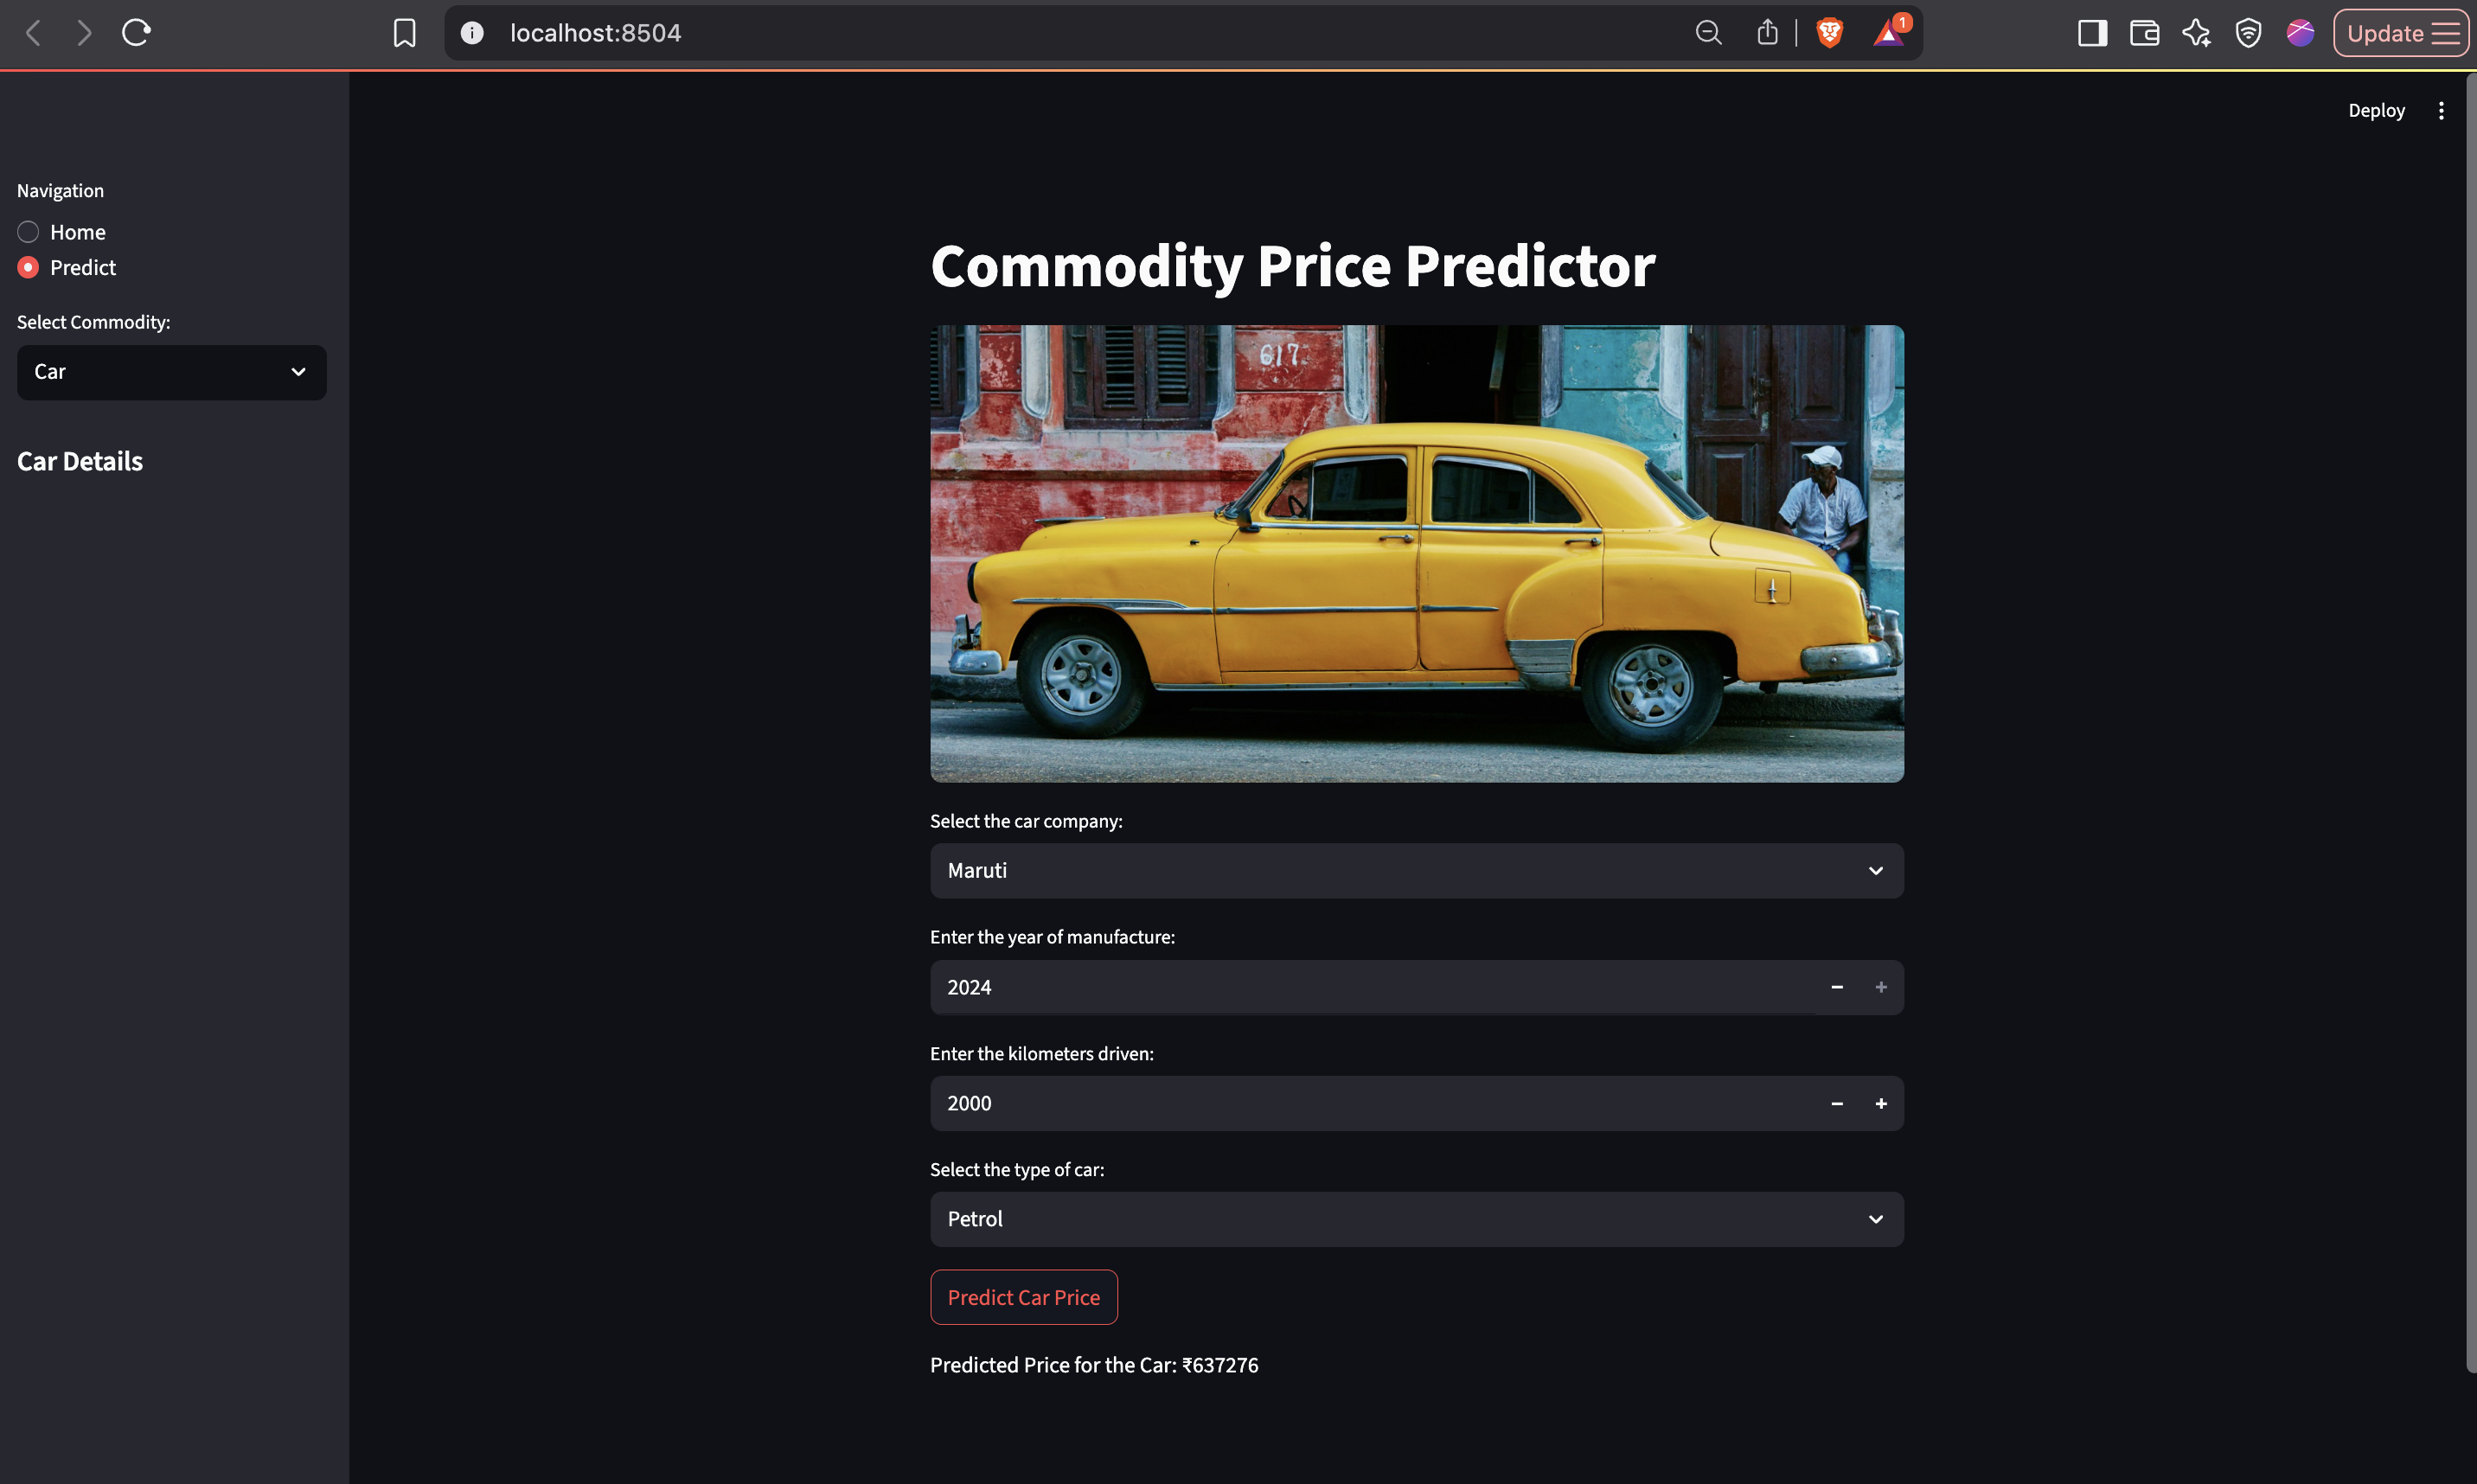 localhost:8504
1
Update
Deploy
Navigation
Home
Predict
Select Commodity:
Car
Car Details
Commodity Price Predictor
617
Select the car company:
Maruti
Enter the year of manufacture:
2024
Enter the kilometers driven:
2000
Select the type of car:
Petrol
Predict Car Price
Predicted Price for the Car: ₹637276